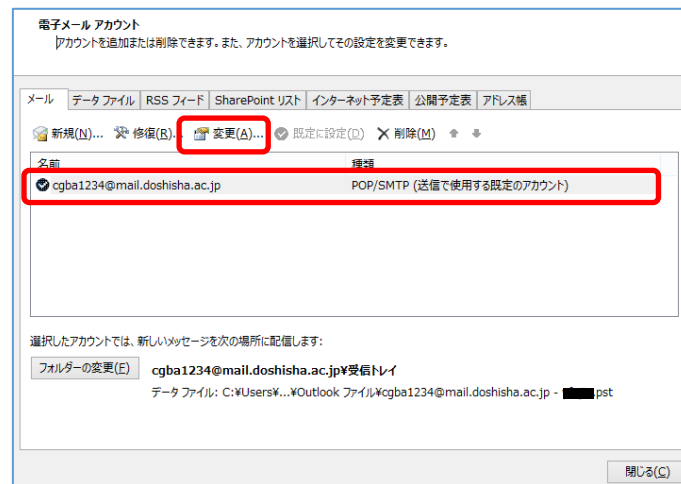 電子メール アカウント
アカウントを追加または削除できます。また、アカウントを選択してその設定を変更できます。
メール データ ファイル RSS フィード SharePoint リスト インターネット予定表 公開予定表 アドレス帳
新規(N)... 修復(R)... 変更(A)... 既定に設定(D) 削除(M)
名前 種類
cgba1234@mail.doshisha.ac.jp POP/SMTP (送信で使用する既定のアカウント)
選択したアカウントでは、新しいメッセージを次の場所に配信します:
フォルダーの変更(F) cgba1234@mail.doshisha.ac.jp¥受信トレイ
データ ファイル: C:¥Users¥...¥Outlook ファイル¥cgba1234@mail.doshisha.ac.jp - .pst
閉じる(C)